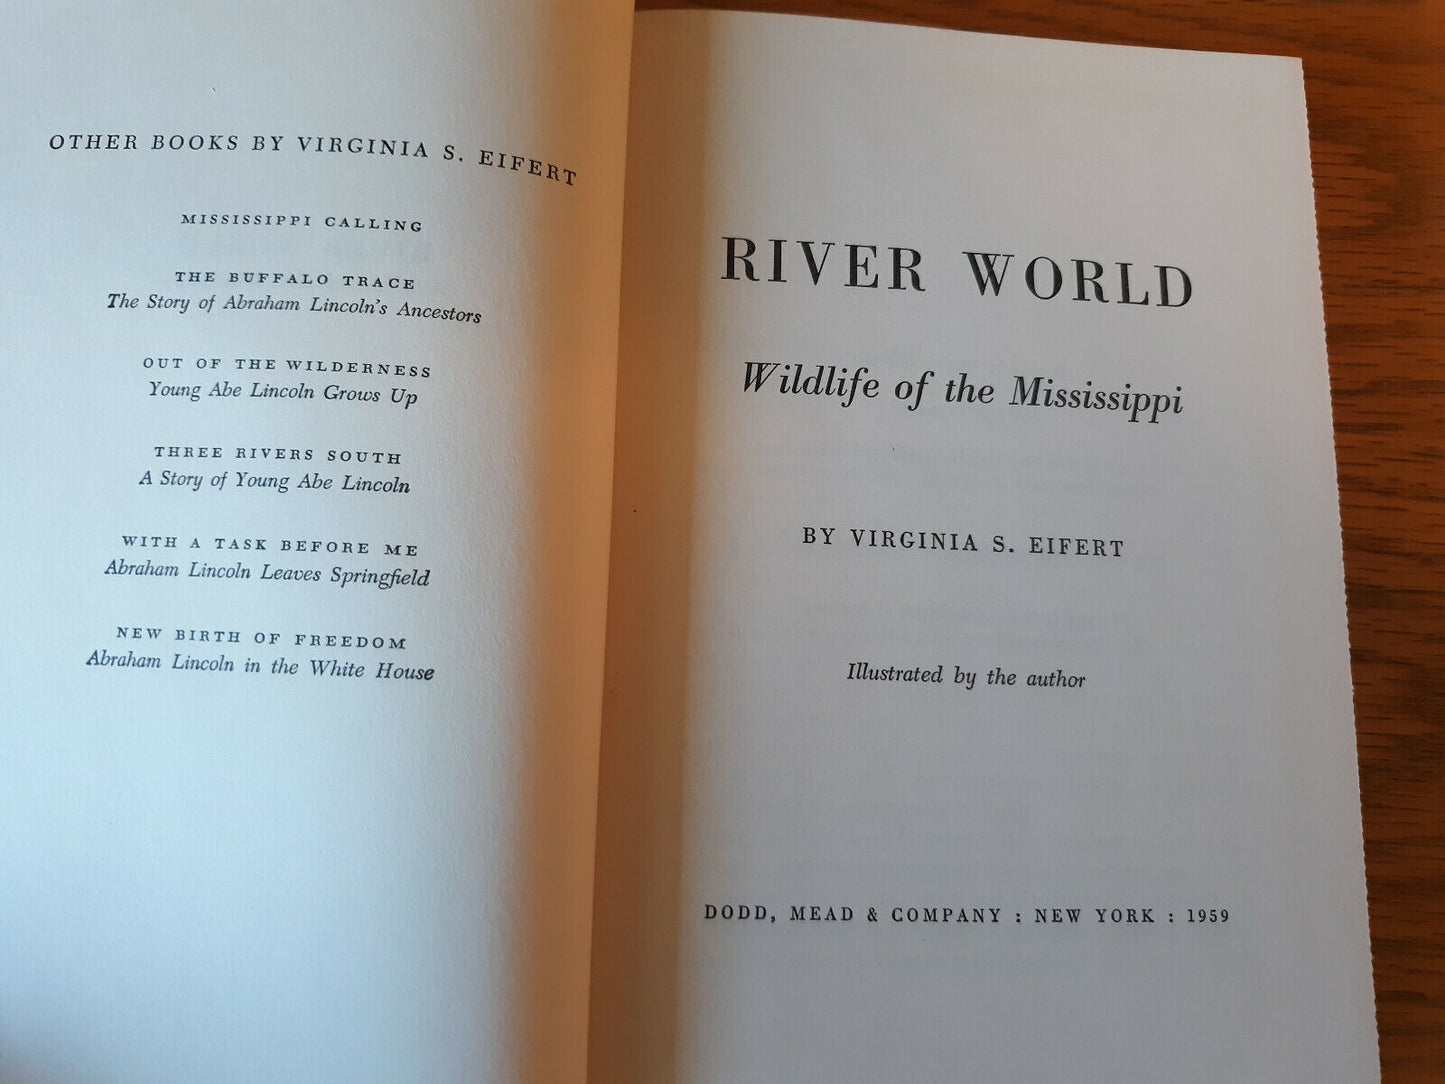 OTHER BOOKS BY VIRGINIA S. EIFERT
MISSISSIPPI CALLING
THE BUFFALO TRACE
The Story of Abraham Lincoln's Ancestors
OUT OF THE WILDERNESS
Young Abe Lincoln Grows Up
THREE RIVERS SOUTH
A Story of Young Abe Lincoln
WITH A TASK BEFORE ME
Abraham Lincoln Leaves Springfield
NEW BIRTH OF FREEDOM
Abraham Lincoln in the White House
RIVER WORLD
Wildlife of the Mississippi
BY VIRGINIA S. EIFERT
Illustrated by the author
DODD, MEAD & COMPANY : NEW YORK : 1959